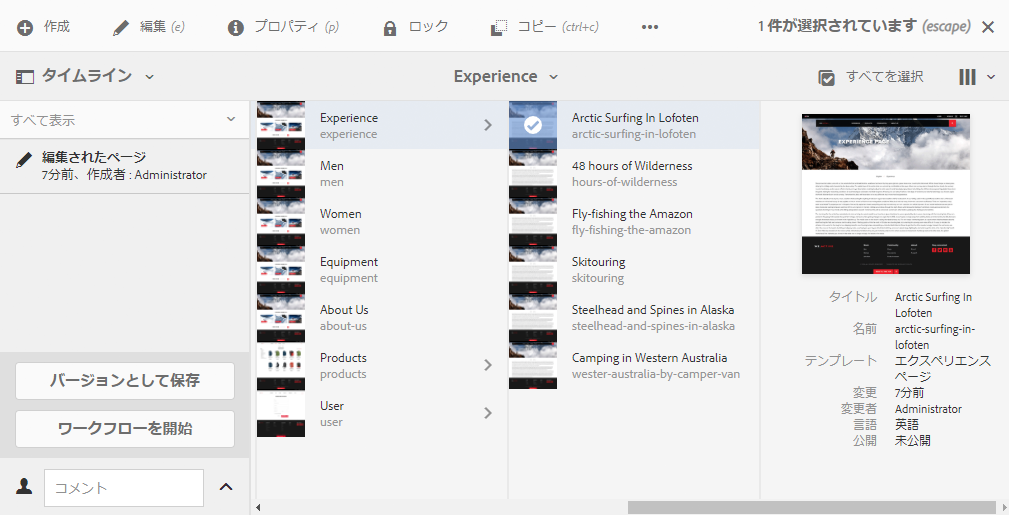 作成 編集 (e) プロパティ (p) ロック コピー (ctrl+c) ••• 1 件が選択されています (escape)
タイムライン Experience すべてを選択
すべて表示
編集されたページ
7分前、作成者 : Administrator
バージョンとして保存
ワークフローを開始
コメント
Experience
experience
Men
men
Women
women
Equipment
equipment
About Us
about-us
Products
products
User
user
Arctic Surfing In Lofoten
arctic-surfing-in-lofoten
48 hours of Wilderness
hours-of-wilderness
Fly-fishing the Amazon
fly-fishing-the-amazon
Skitouring
skitouring
Steelhead and Spines in Alaska
steelhead-and-spines-in-alaska
Camping in Western Australia
wester-australia-by-camper-van
EXPERIENCE PAGE
タイトル Arctic Surfing In
Lofoten
名前 arctic-surfing-in-
lofoten
テンプレート エクスペリエンス
ページ
変更 7分前
変更者 Administrator
言語 英語
公開 未公開